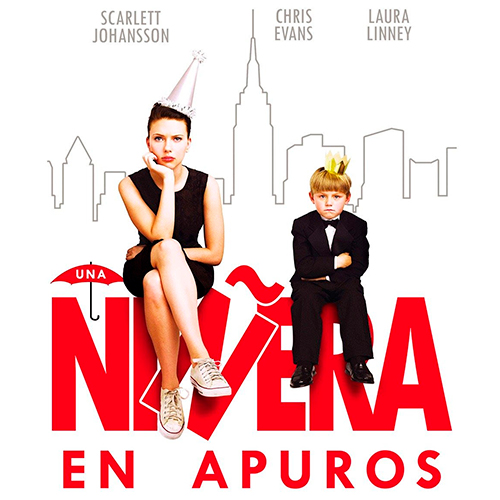 SCARLETT
JOHANSSON
CHRIS
EVANS
LAURA
LINNEY
UNA
NIÑERA
EN APUROS